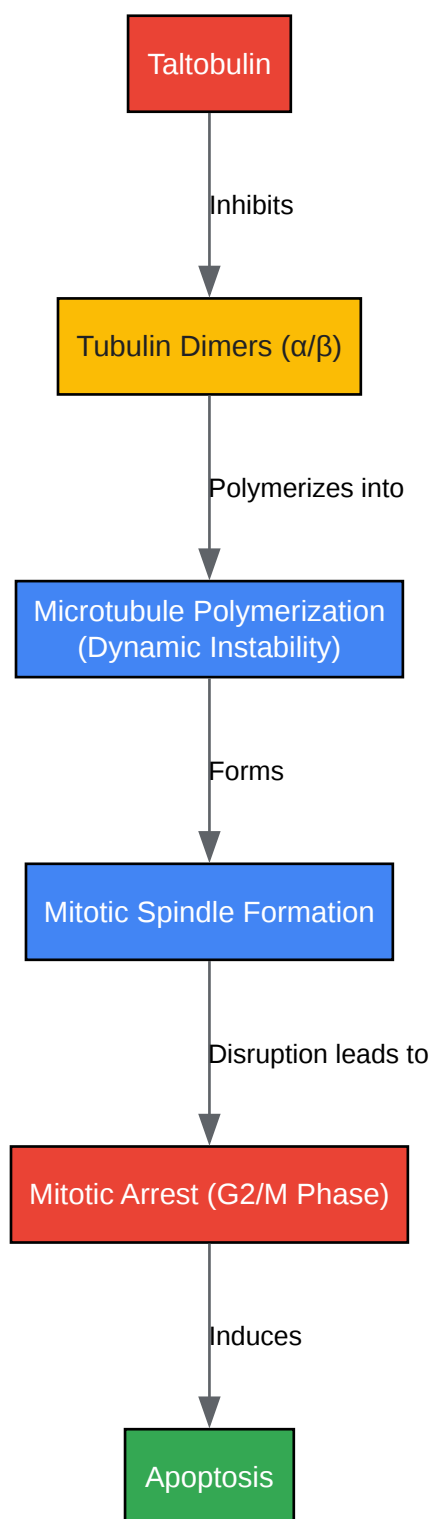 Taltobulin
Inhibits
Tubulin Dimers (α/β)
Polymerizes into
Microtubule Polymerization
(Dynamic Instability)
Forms
Mitotic Spindle Formation
Disruption leads to
Mitotic Arrest (G2/M Phase)
Induces
Apoptosis